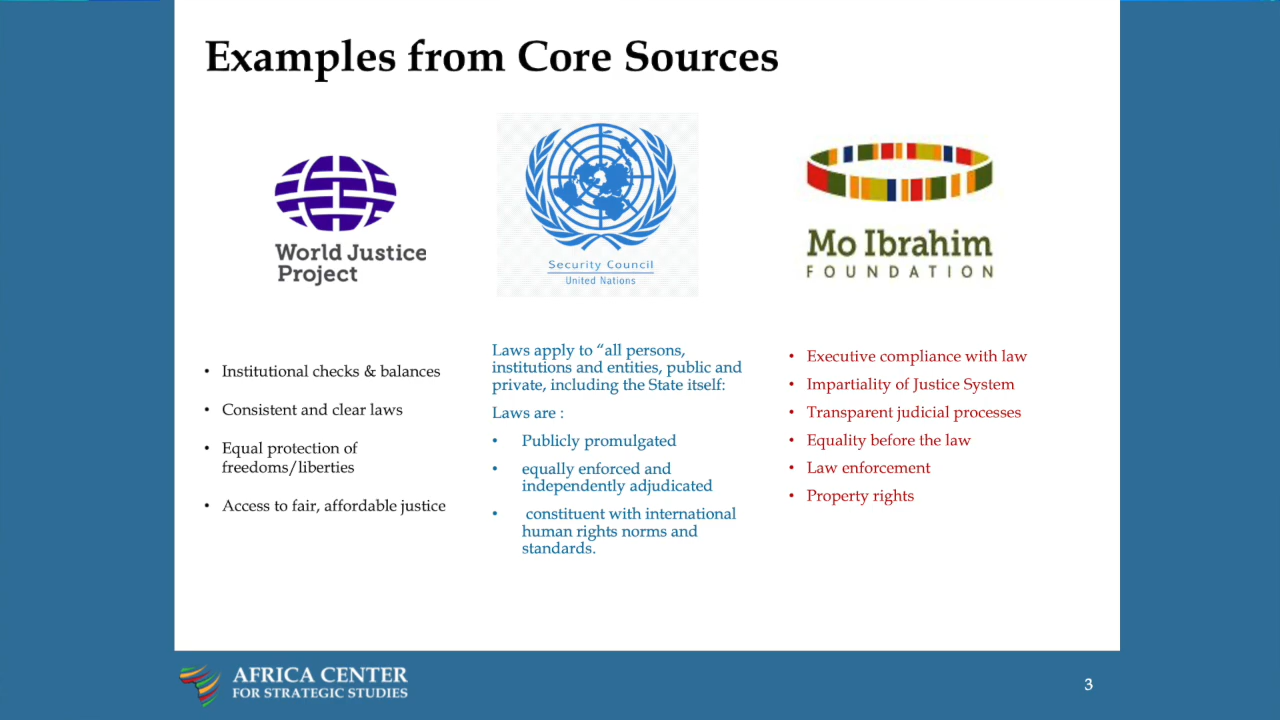 Examples from Core Sources
World Justice
Project
Security Council
United Nations
Mo Ibrahim
FOUNDATION
• Institutional checks & balances
• Consistent and clear laws
• Equal protection of
freedoms/liberties
• Access to fair, affordable justice
Laws apply to “all persons,
institutions and entities, public and
private, including the State itself:
Laws are :
• Publicly promulgated
• equally enforced and
independently adjudicated
• constituent with international
human rights norms and
standards.
• Executive compliance with law
• Impartiality of Justice System
• Transparent judicial processes
• Equality before the law
• Law enforcement
• Property rights
AFRICA CENTER
FOR STRATEGIC STUDIES
3